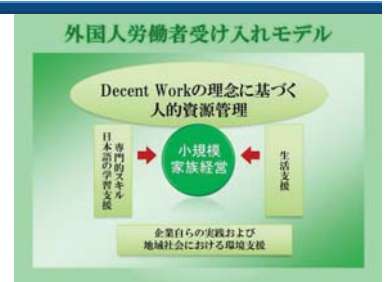 外国人労働者受け入れモデル
Decent Workの理念に基づく
人的資源管理
専門的スキル
日本語の学習支援
小規模
家族経営
生活支援
企業自らの実践および
地域社会における環境支援